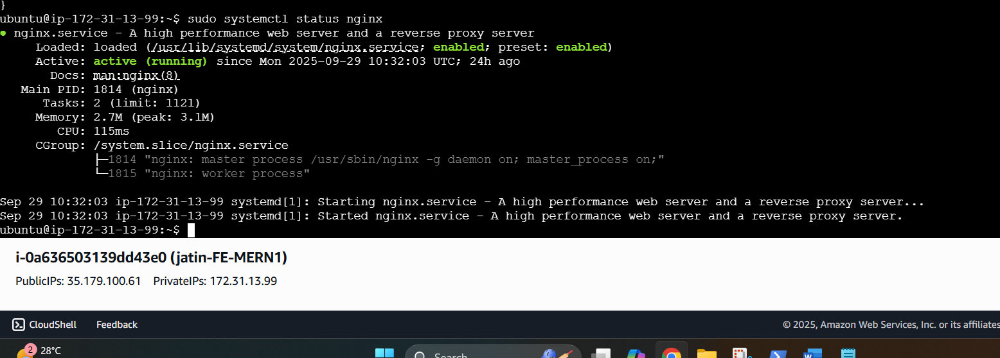 }
ubuntu@ip-172-31-13-99:~$ sudo systemctl status nginx
● nginx.service - A high performance web server and a reverse proxy server
Loaded: loaded (/usr/lib/systemd/system/nginx.service; enabled; preset: enabled)
Active: active (running) since Mon 2025-09-29 10:32:03 UTC; 24h ago
Docs: man:nginx(8)
Main PID: 1814 (nginx)
Tasks: 2 (limit: 1121)
Memory: 2.7M (peak: 3.1M)
CPU: 115ms
CGroup: /system.slice/nginx.service
├─1814 "nginx: master process /usr/sbin/nginx -g daemon on; master_process on;"
└─1815 "nginx: worker process"
Sep 29 10:32:03 ip-172-31-13-99 systemd[1]: Starting nginx.service - A high performance web server and a reverse proxy server...
Sep 29 10:32:03 ip-172-31-13-99 systemd[1]: Started nginx.service - A high performance web server and a reverse proxy server.
ubuntu@ip-172-31-13-99:~$
i-0a636503139dd43e0 (jatin-FE-MERN1)
PublicIPs: 35.179.100.61 PrivateIPs: 172.31.13.99
CloudShell Feedback © 2025, Amazon Web Services, Inc. or its affiliates
2 28°C Search